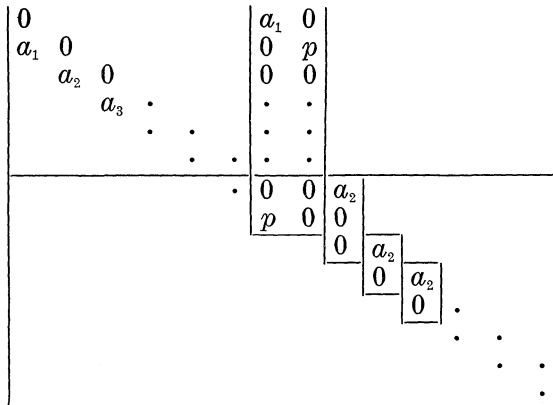 0 a₁ 0
a₁ 0 0 p
a₂ 0 0 0
a₃ · · ·
· · · ·
· · · ·
· 0 0 a₂
p 0 0
0 a₂
0 a₂
0 ·
· ·
· ·
·